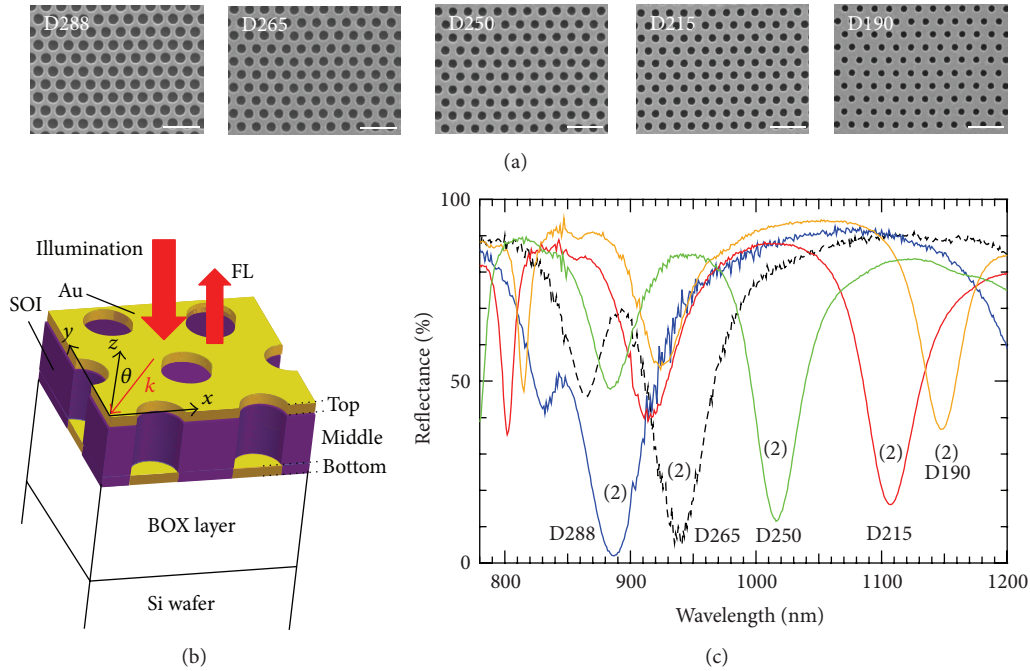 D288
D265
D250
D215
D190
(a)
Illumination
FL
Au
SOI
y
z
θ
k
x
Top
Middle
Bottom
BOX layer
Si wafer
(b)
100
50
0
Reflectance (%)
(2)
(2)
(2)
(2)
(2)
D190
D288
D265
D250
D215
800
900
1000
1100
1200
Wavelength (nm)
(c)